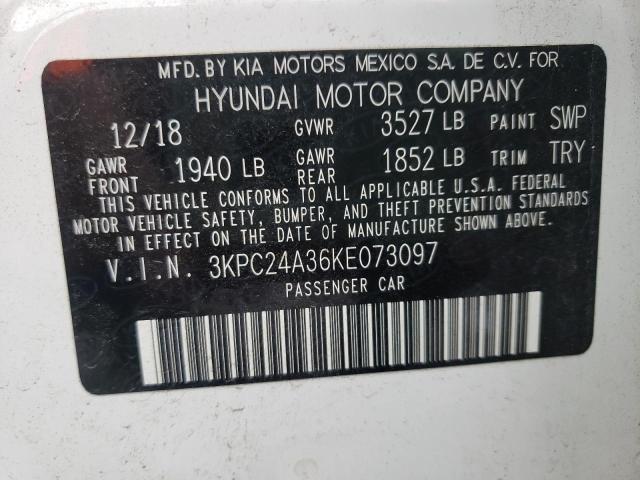 MFD. BY KIA MOTORS MEXICO S.A. DE C.V. FOR
HYUNDAI MOTOR COMPANY
12/18 GVWR 3527 LB PAINT SWP
GAWR FRONT 1940 LB GAWR REAR 1852 LB TRIM TRY
THIS VEHICLE CONFORMS TO ALL APPLICABLE U.S.A. FEDERAL
MOTOR VEHICLE SAFETY, BUMPER, AND THEFT PREVENTION STANDARDS
IN EFFECT ON THE DATE OF MANUFACTURE SHOWN ABOVE.
V.I.N. 3KPC24A36KE073097
PASSENGER CAR